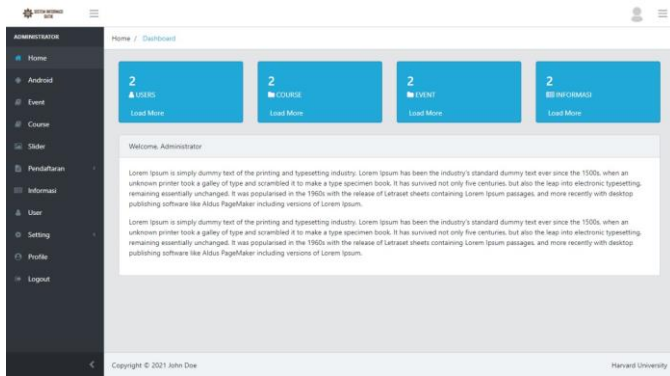 SISTEM INFORMASI
ADMINISTRATOR
Home
Android
Event
Course
Slider
Pendaftaran
Informasi
User
Setting
Profile
Logout
Home / Dashboard
2
USERS
Load More
2
COURSE
Load More
2
EVENT
Load More
2
INFORMASI
Load More
Welcome, Administrator
Lorem Ipsum is simply dummy text of the printing and typesetting industry. Lorem Ipsum has been the industry's standard dummy text ever since the 1500s, when an
unknown printer took a galley of type and scrambled it to make a type specimen book. It has survived not only five centuries, but also the leap into electronic typesetting,
remaining essentially unchanged. It was popularised in the 1960s with the release of Letraset sheets containing Lorem Ipsum passages, and more recently with desktop
publishing software like Aldus PageMaker including versions of Lorem Ipsum.
Lorem Ipsum is simply dummy text of the printing and typesetting industry. Lorem Ipsum has been the industry's standard dummy text ever since the 1500s, when an
unknown printer took a galley of type and scrambled it to make a type specimen book. It has survived not only five centuries, but also the leap into electronic typesetting,
remaining essentially unchanged. It was popularised in the 1960s with the release of Letraset sheets containing Lorem Ipsum passages, and more recently with desktop
publishing software like Aldus PageMaker including versions of Lorem Ipsum.
Copyright © 2021 John Doe
Harvard University